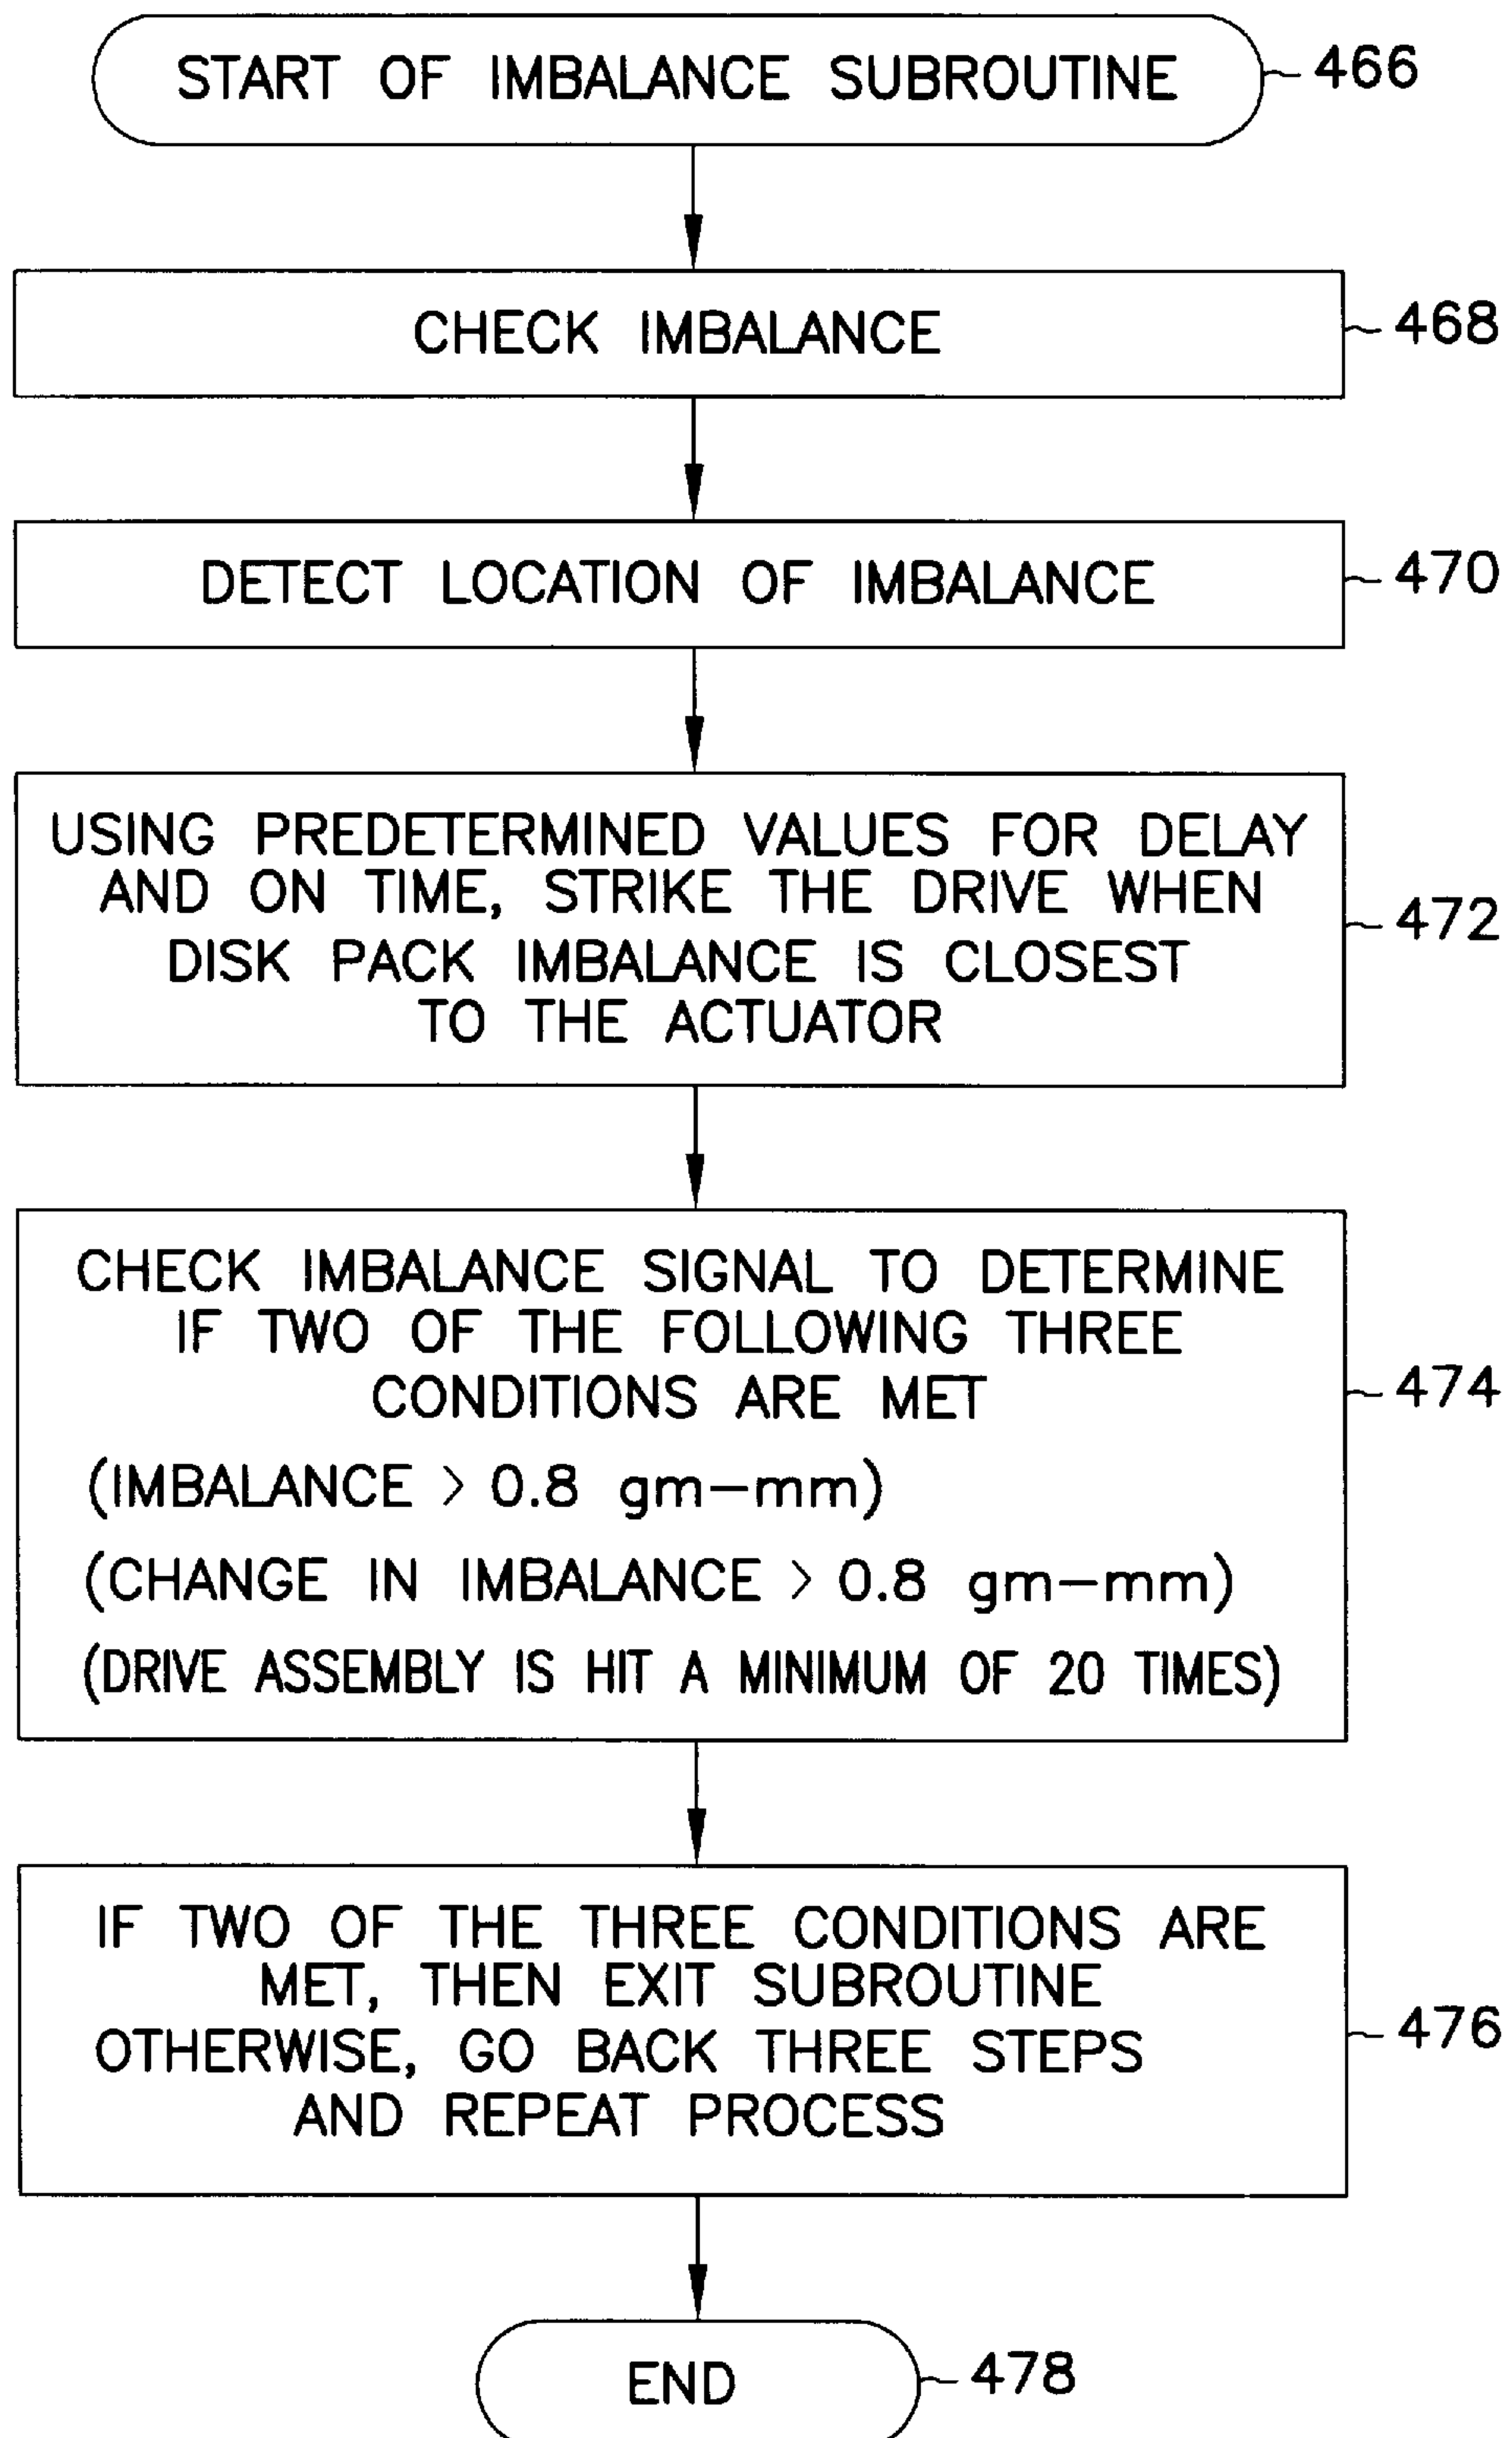 START OF IMBALANCE SUBROUTINE
466
CHECK IMBALANCE
468
DETECT LOCATION OF IMBALANCE
470
USING PREDETERMINED VALUES FOR DELAY
AND ON TIME, STRIKE THE DRIVE WHEN
DISK PACK IMBALANCE IS CLOSEST
TO THE ACTUATOR
472
CHECK IMBALANCE SIGNAL TO DETERMINE
IF TWO OF THE FOLLOWING THREE
CONDITIONS ARE MET
(IMBALANCE > 0.8 gm-mm)
(CHANGE IN IMBALANCE > 0.8 gm-mm)
(DRIVE ASSEMBLY IS HIT A MINIMUM OF 20 TIMES)
474
IF TWO OF THE THREE CONDITIONS ARE
MET, THEN EXIT SUBROUTINE
OTHERWISE, GO BACK THREE STEPS
AND REPEAT PROCESS
476
END
478